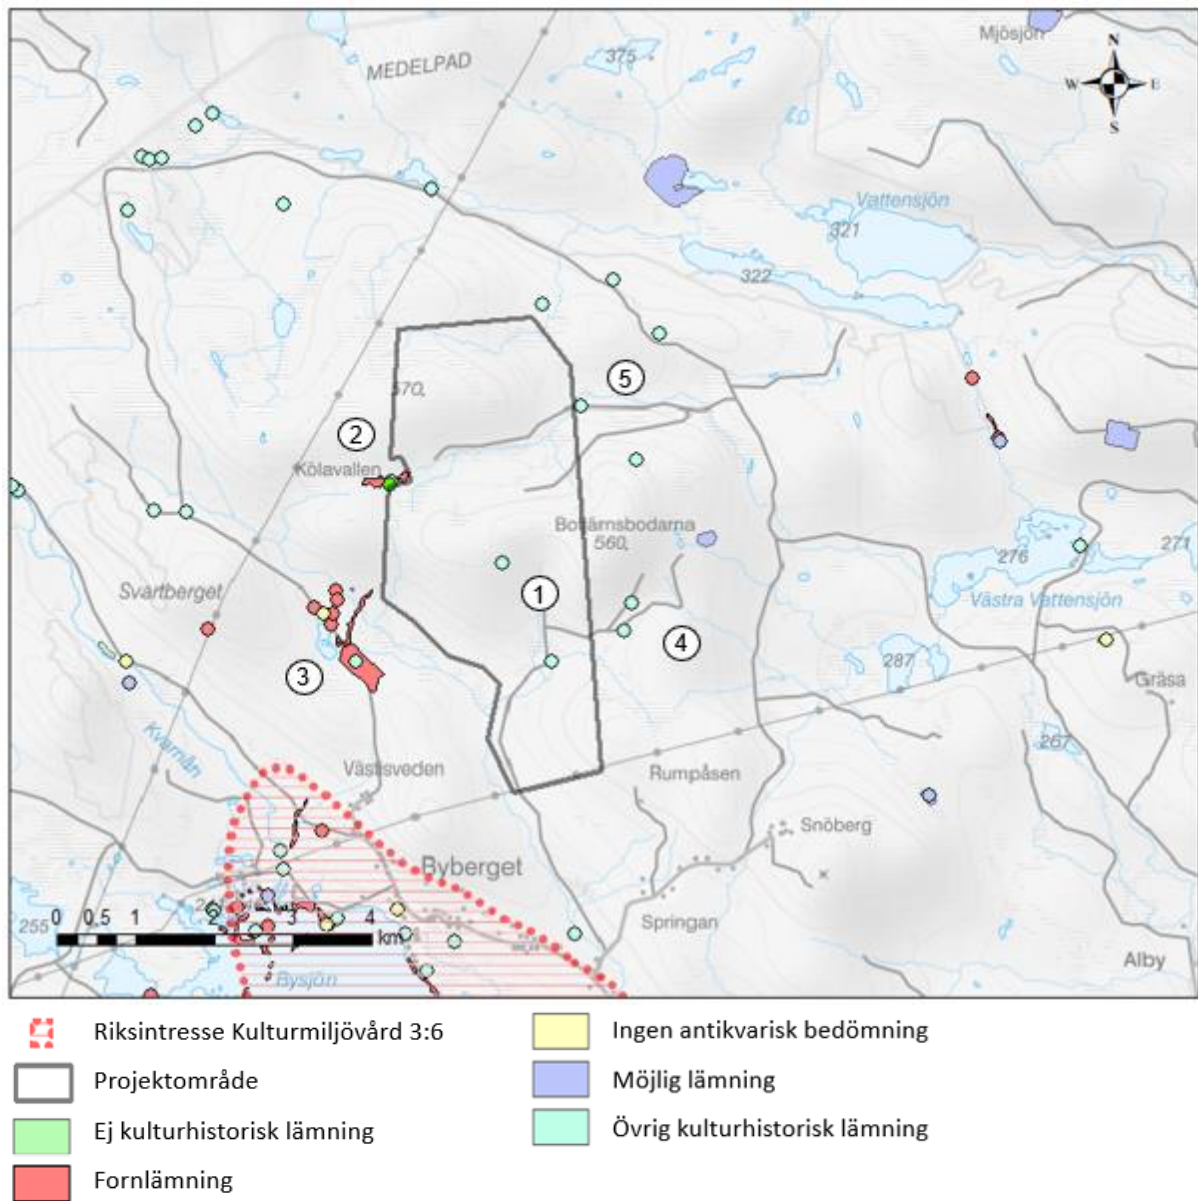 Mjösjön
N
W E
S
MEDELPAD
375
Vattensjön
321
322
5
570
2
Kölavallen
Botjärnsbodarna
560
276
271
Svartberget
1
Västra Vattensjön
4
3
287
Gräsa
Kvarnån
267
Västisveden
Rumpåsen
Snöberg
Byberget
255
0 0.5 1 2 3 4
km
Springan
Bysjön
Alby
Riksintresse Kulturmiljövård 3:6
Projektområde
Ej kulturhistorisk lämning
Fornlämning
Ingen antikvarisk bedömning
Möjlig lämning
Övrig kulturhistorisk lämning